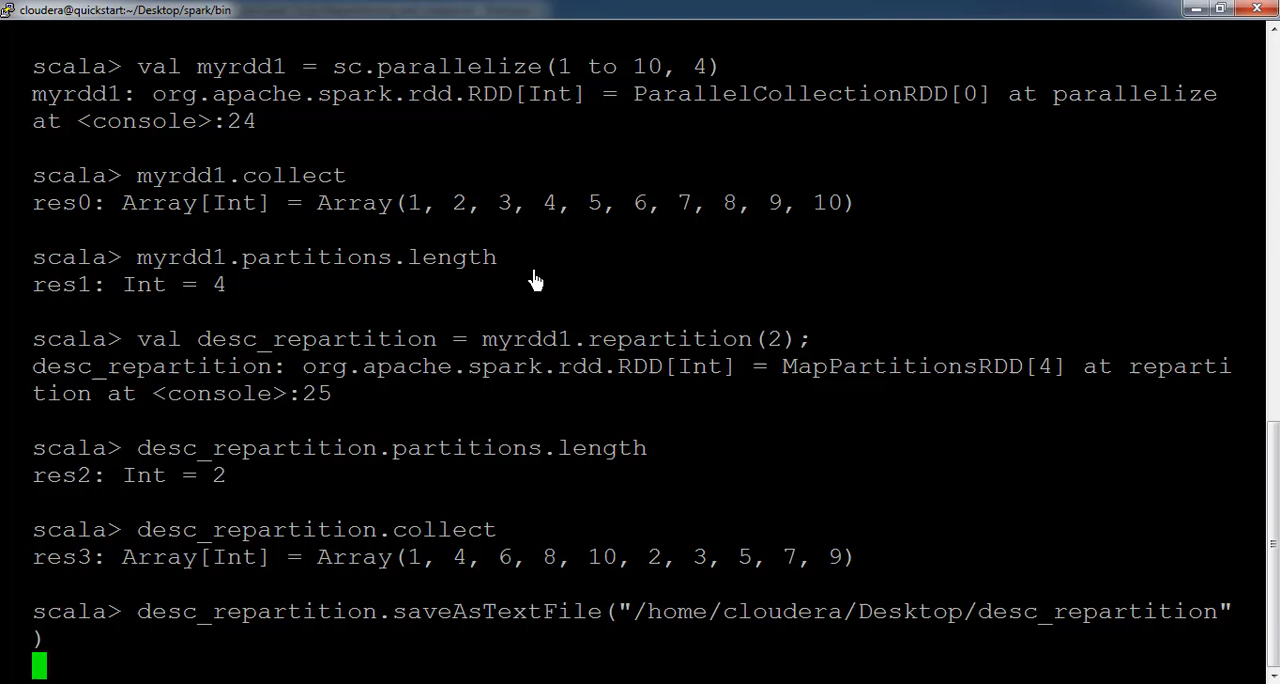 cloudera@quickstart:~/Desktop/spark/bin
scala> val myrdd1 = sc.parallelize(1 to 10, 4)
myrdd1: org.apache.spark.rdd.RDD[Int] = ParallelCollectionRDD[0] at parallelize
at <console>:24
scala> myrdd1.collect
res0: Array[Int] = Array(1, 2, 3, 4, 5, 6, 7, 8, 9, 10)
scala> myrdd1.partitions.length
res1: Int = 4
scala> val desc_repartition = myrdd1.repartition(2);
desc_repartition: org.apache.spark.rdd.RDD[Int] = MapPartitionsRDD[4] at reparti
tion at <console>:25
scala> desc_repartition.partitions.length
res2: Int = 2
scala> desc_repartition.collect
res3: Array[Int] = Array(1, 4, 6, 8, 10, 2, 3, 5, 7, 9)
scala> desc_repartition.saveAsTextFile("/home/cloudera/Desktop/desc_repartition"
)